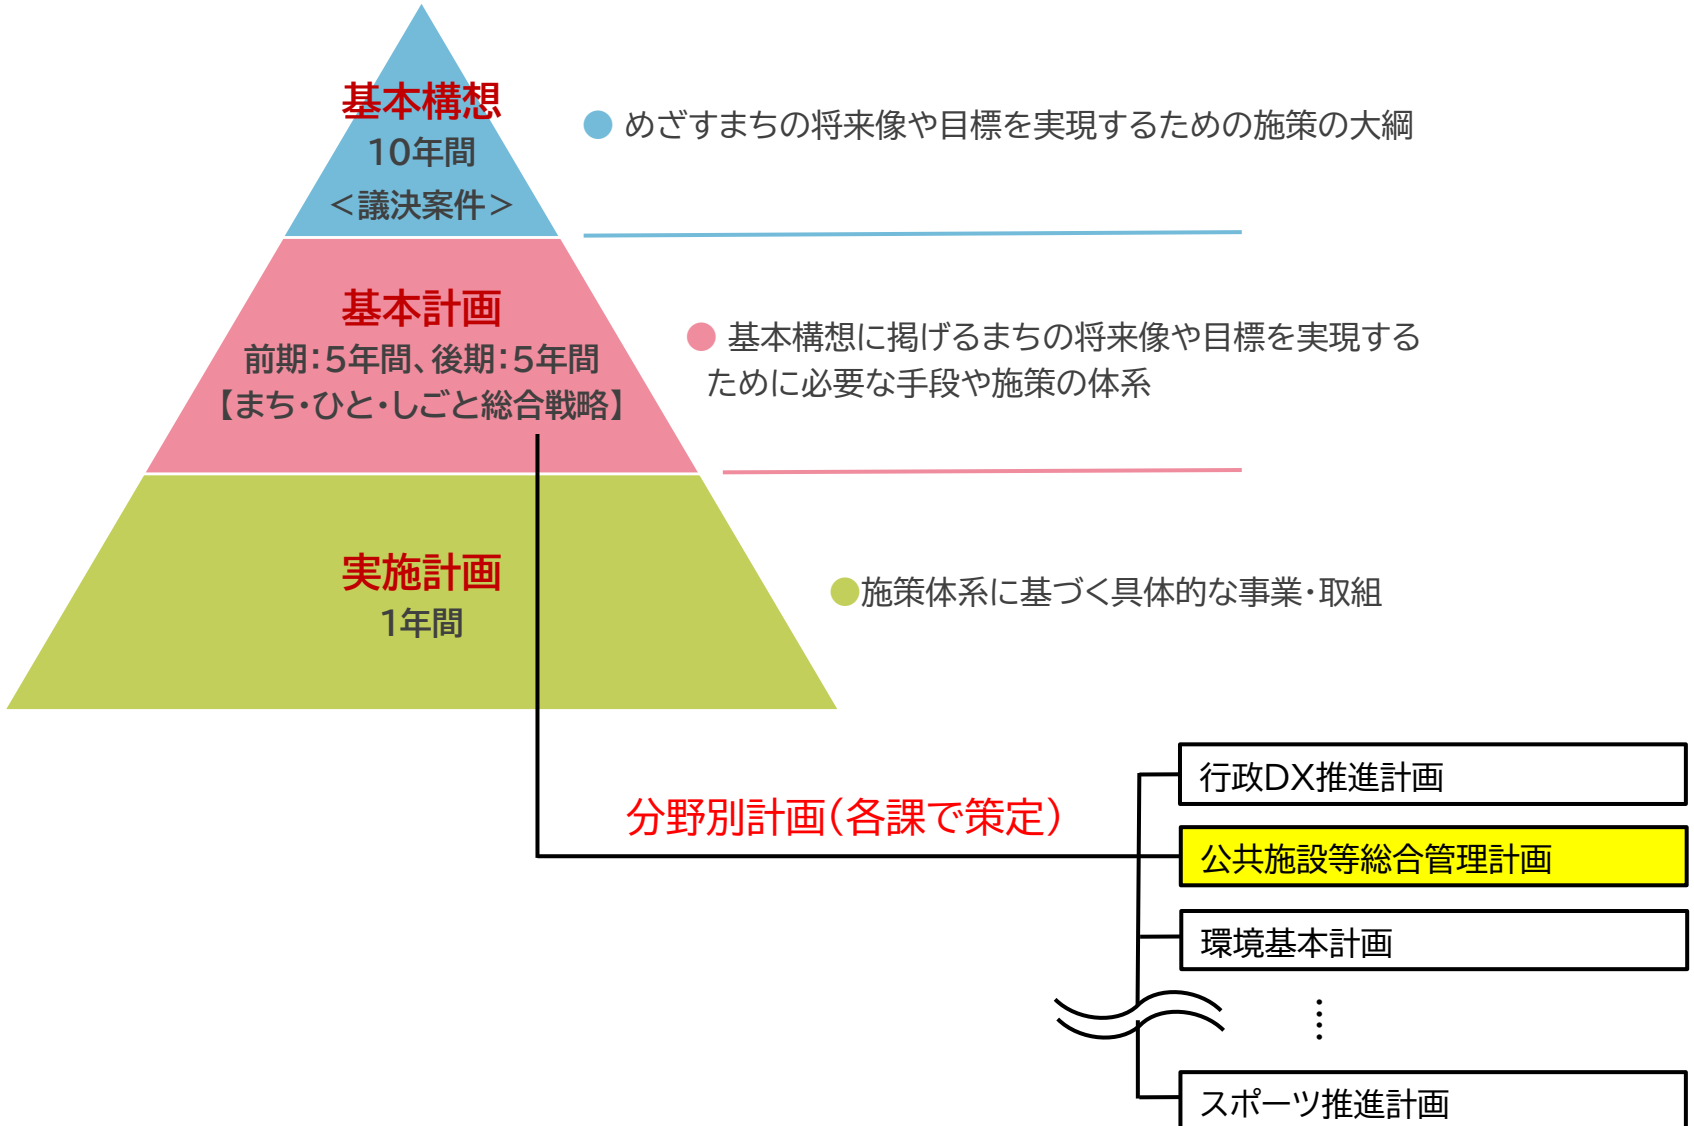 基本構想
10年間
＜議決案件＞
● めざすまちの将来像や目標を実現するための施策の大綱
基本計画
前期：5年間、後期：5年間
【まち・ひと・しごと総合戦略】
● 基本構想に掲げるまちの将来像や目標を実現する
ために必要な手段や施策の体系
実施計画
1年間
●施策体系に基づく具体的な事業・取組
分野別計画（各課で策定）
行政DX推進計画
公共施設等総合管理計画
環境基本計画
⋮
スポーツ推進計画